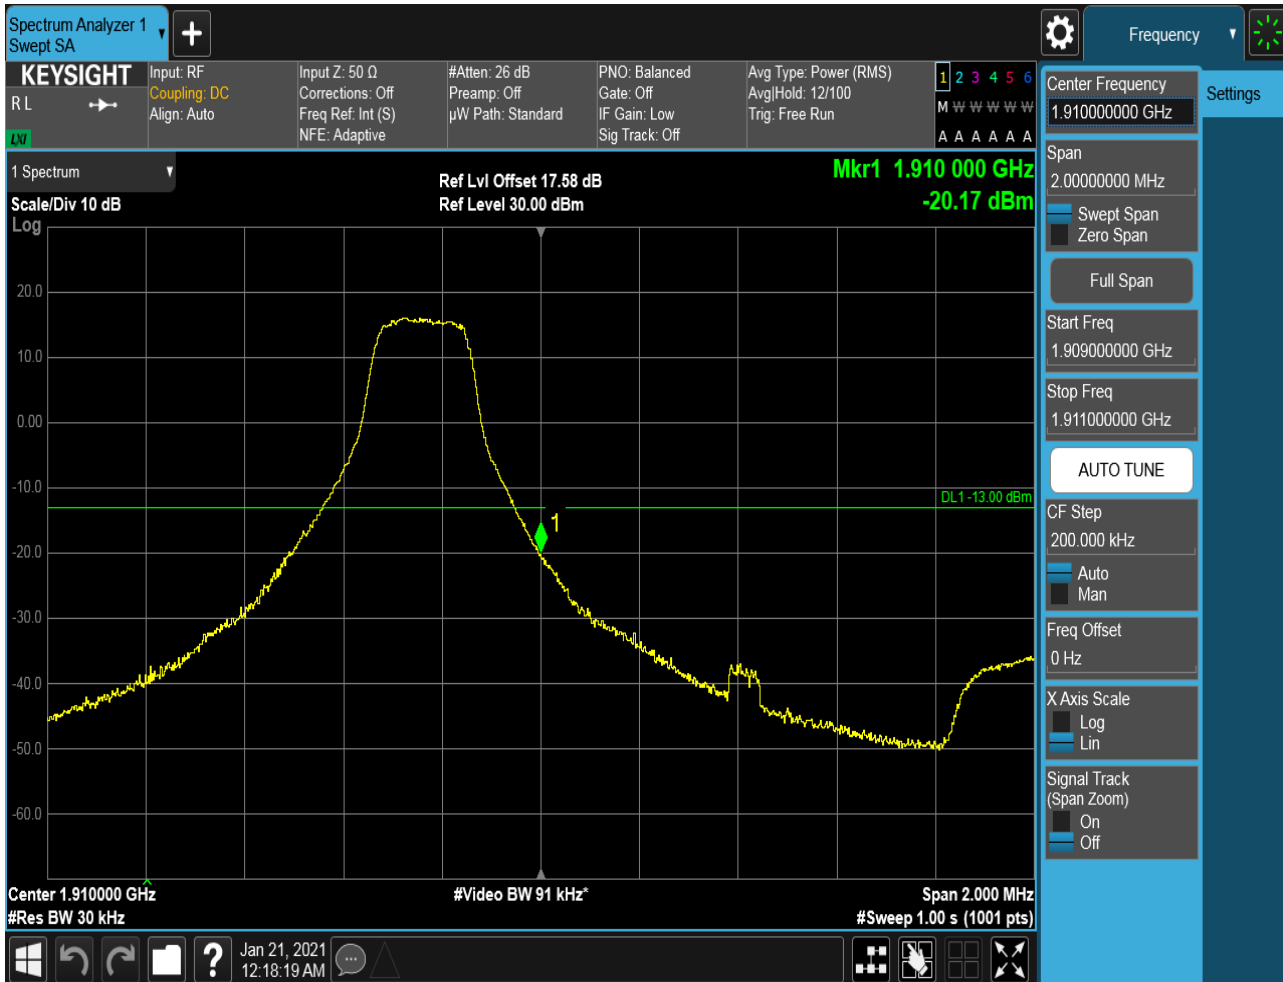 Spectrum Analyzer 1
Swept SA
Frequency
KEYSIGHT
R L
LXI
Input: RF
Coupling: DC
Align: Auto
Input Z: 50 Ω
Corrections: Off
Freq Ref: Int (S)
NFE: Adaptive
#Atten: 26 dB
Preamp: Off
µW Path: Standard
PNO: Balanced
Gate: Off
IF Gain: Low
Sig Track: Off
Avg Type: Power (RMS)
Avg|Hold: 12/100
Trig: Free Run
1 2 3 4 5 6
M W W W W W
A A A A A A
Center Frequency
1.910000000 GHz
Settings
1 Spectrum
Scale/Div 10 dB
Log
Ref Lvl Offset 17.58 dB
Ref Level 30.00 dBm
Mkr1 1.910 000 GHz
-20.17 dBm
20.0
10.0
0.00
-10.0
-20.0
-30.0
-40.0
-50.0
-60.0
DL1 -13.00 dBm
1
Span
2.00000000 MHz
Swept Span
Zero Span
Full Span
Start Freq
1.909000000 GHz
Stop Freq
1.911000000 GHz
AUTO TUNE
CF Step
200.000 kHz
Auto
Man
Freq Offset
0 Hz
X Axis Scale
Log
Lin
Signal Track
(Span Zoom)
On
Off
Center 1.910000 GHz
#Video BW 91 kHz*
Span 2.000 MHz
#Res BW 30 kHz
#Sweep 1.00 s (1001 pts)
Jan 21, 2021
12:18:19 AM